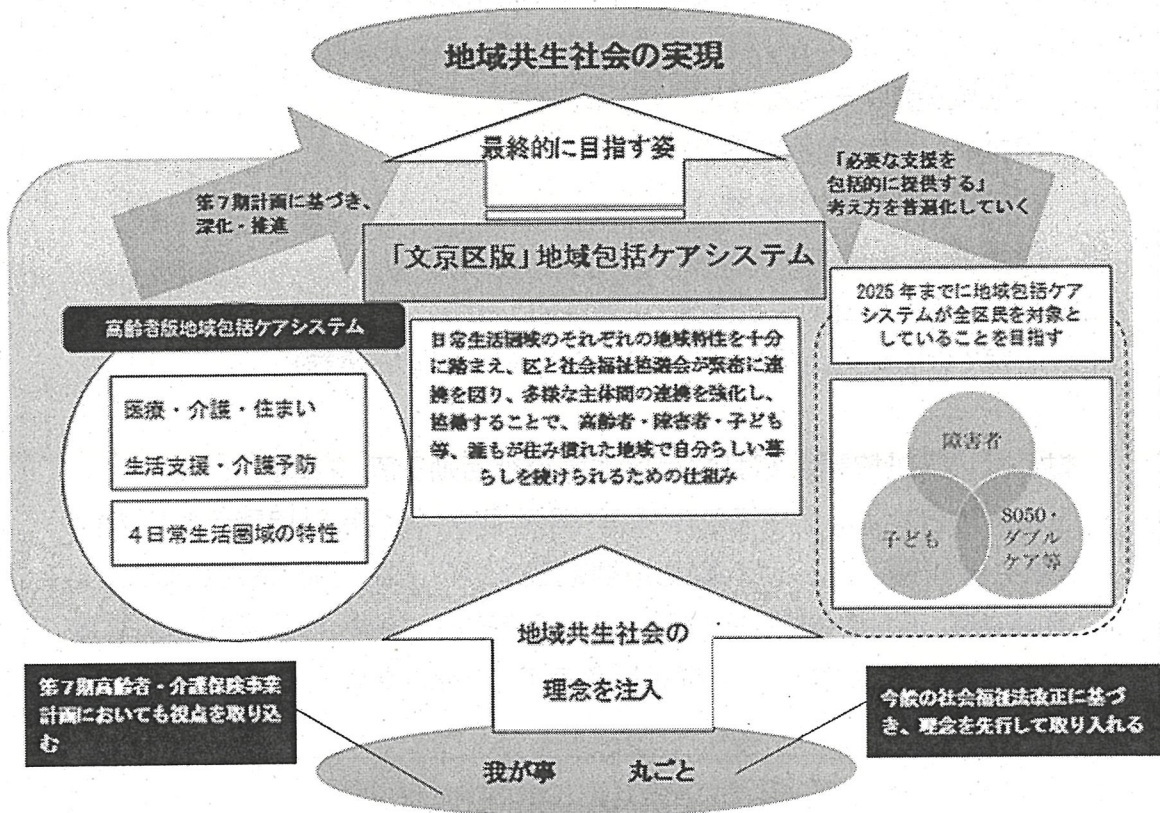 地域共生社会の実現
最終的に目指す姿
第7期計画に基づき、
深化・推進
「必要な支援を
包括的に提供する」
考え方を普遍化していく
「文京区版」地域包括ケアシステム
高齢者版地域包括ケアシステム
医療・介護・住まい
生活支援・介護予防
4日常生活圏域の特性
日常生活圏域のそれぞれの地域特性を十分
に踏まえ、区と社会福祉協議会が緊密に連
携を図り、多様な主体間の連携を強化し、
協働することで、高齢者・障害者・子ども
等、誰もが住み慣れた地域で自分らしい暮
らしを続けられるための仕組み
2025年までに地域包括ケア
システムが全区民を対象と
していることを目指す
障害者
子ども
8050・
ダブル
ケア等
地域共生社会の
理念を注入
第7期高齢者・介護保険事業
計画においても視点を取り込
む
今般の社会福祉法改正に基づ
き、理念を先行して取り入れる
我が事 丸ごと